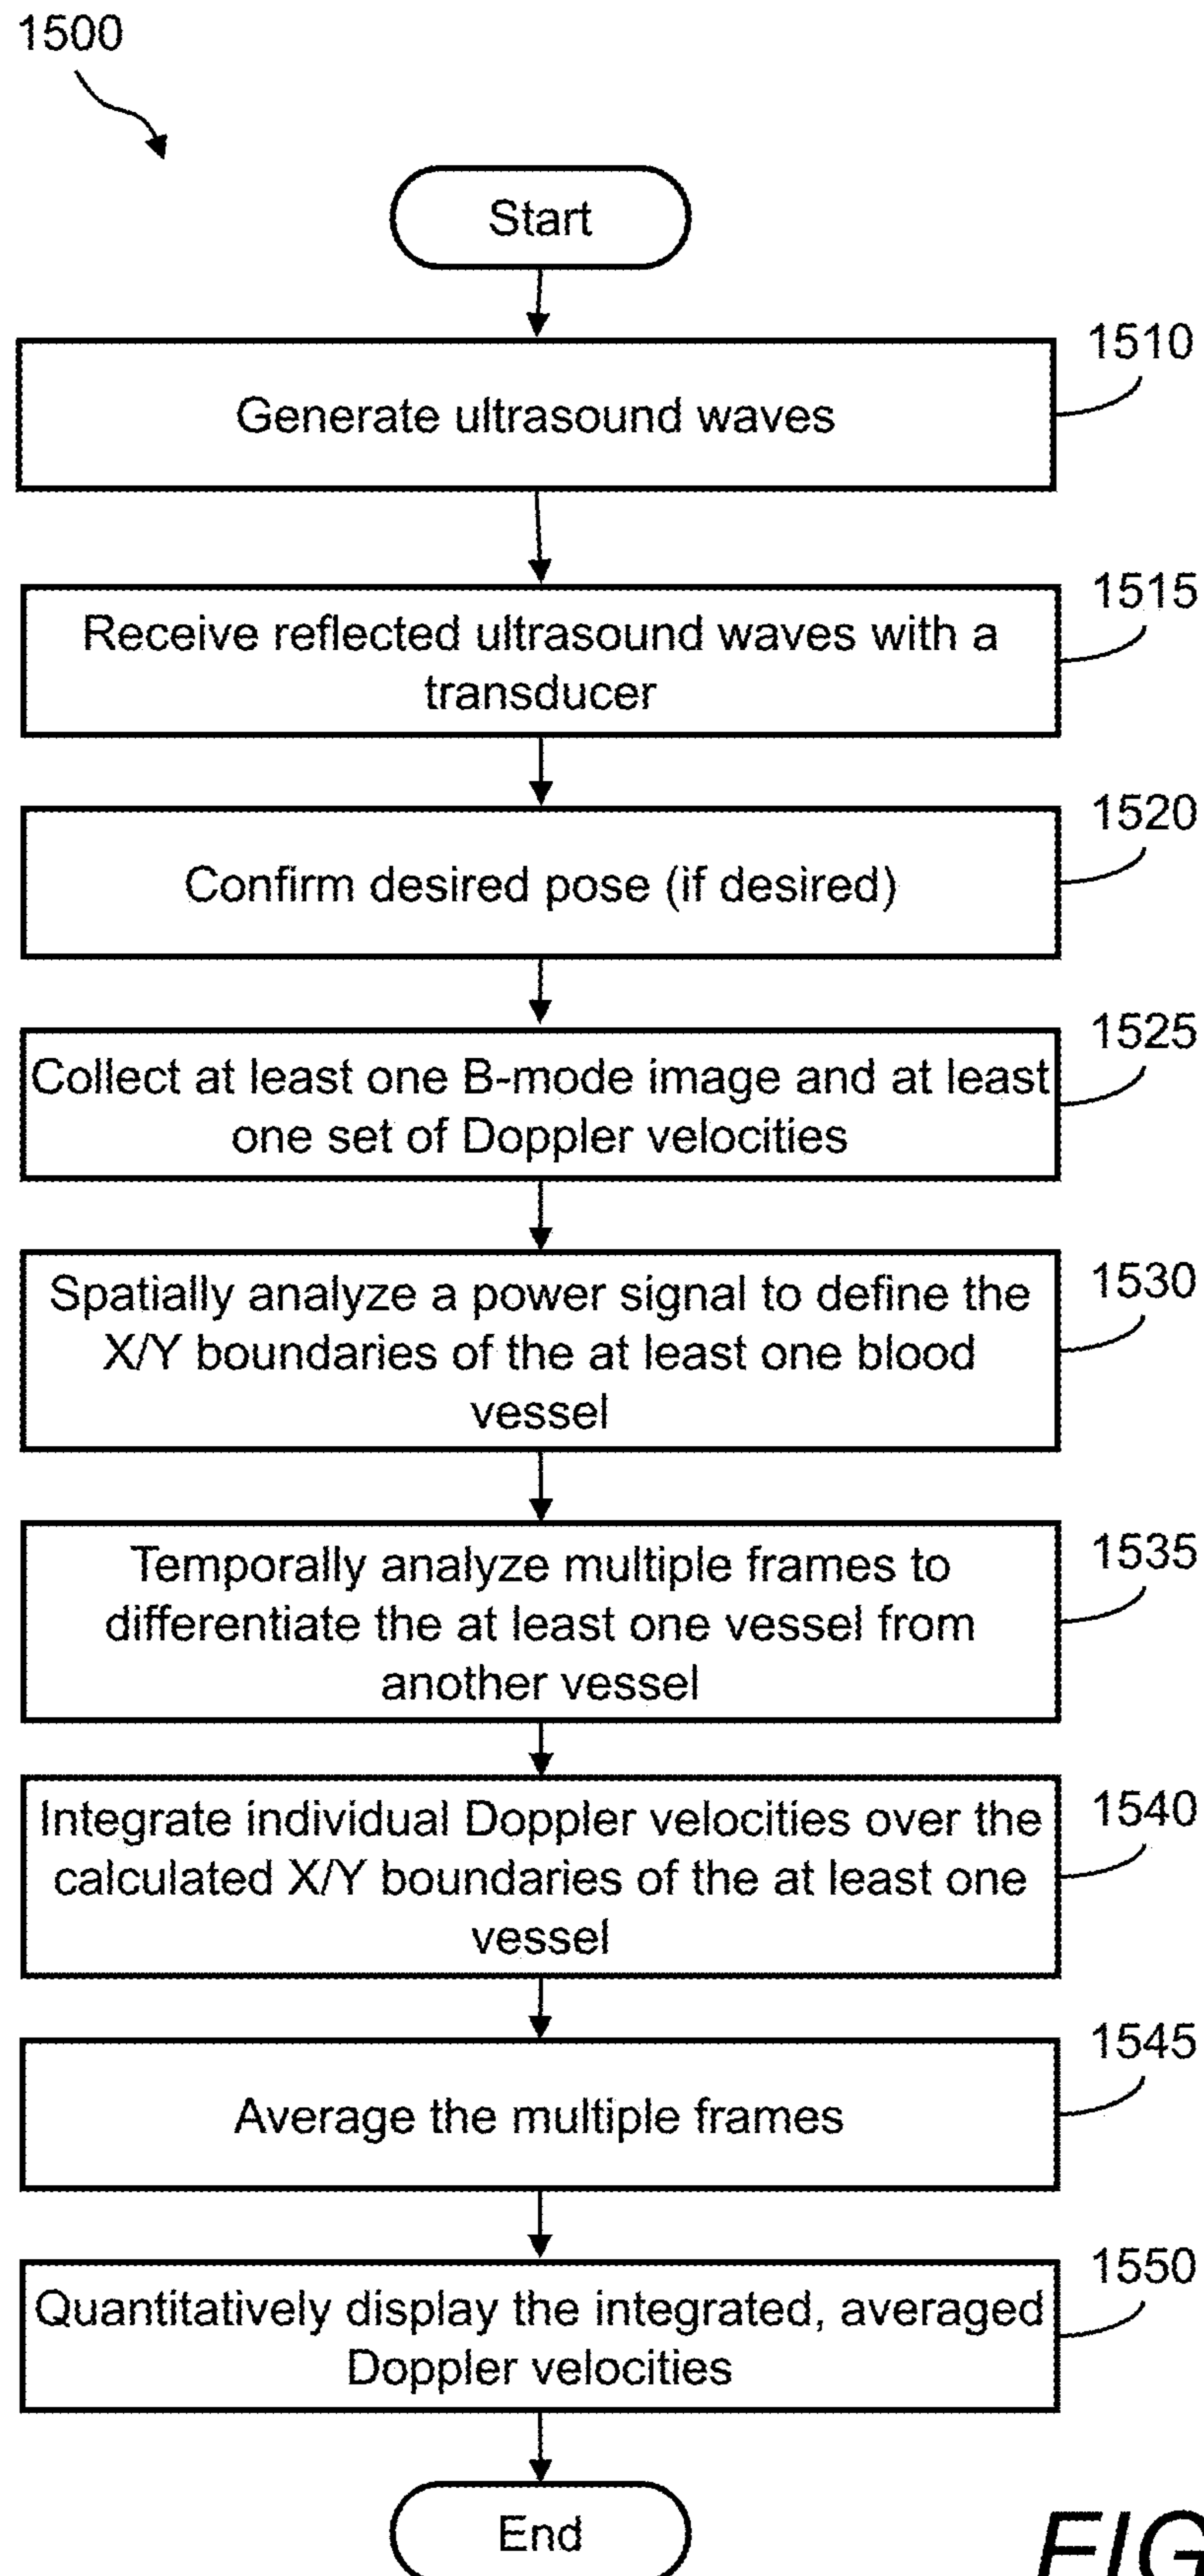 1500
Start
1510
Generate ultrasound waves
1515
Receive reflected ultrasound waves with a
transducer
1520
Confirm desired pose (if desired)
1525
Collect at least one B-mode image and at least
one set of Doppler velocities
1530
Spatially analyze a power signal to define the
X/Y boundaries of the at least one blood
vessel
1535
Temporally analyze multiple frames to
differentiate the at least one vessel from
another vessel
1540
Integrate individual Doppler velocities over the
calculated X/Y boundaries of the at least one
vessel
1545
Average the multiple frames
1550
Quantitatively display the integrated, averaged
Doppler velocities
End